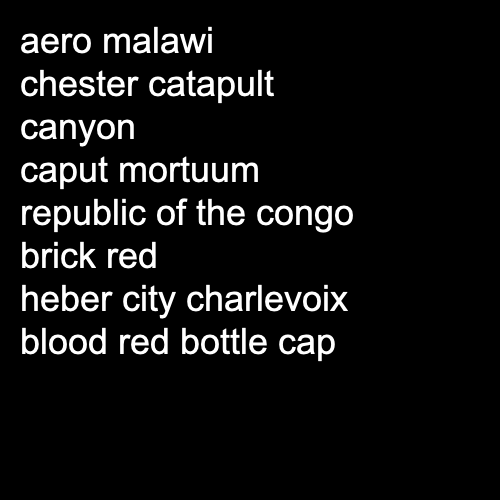 aero malawi
chester catapult
canyon
caput mortuum
republic of the congo
brick red
heber city charlevoix
blood red bottle cap